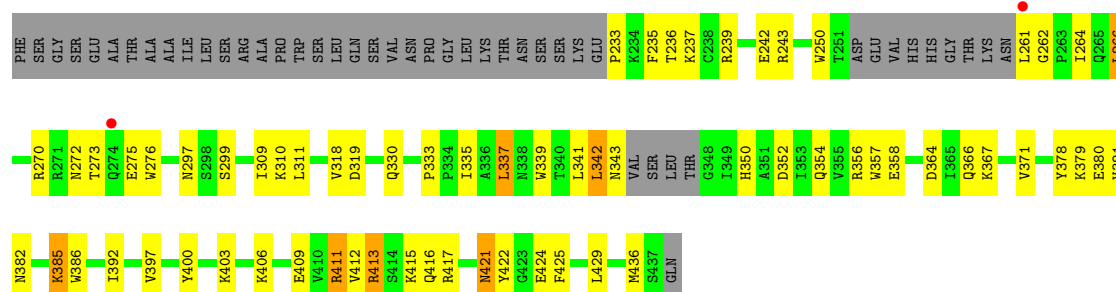 PHE SER GLY SER GLU ALA THR ALA ALA ILE LEU SER ARG ALA PRO TRP SER LEU GLN SER VAL ASN PRO GLY LEU LYS THR ASN SER SER LYS GLU P233 K234 F235 T236 K237 C238 R239 E242 R243 W250 T251 ASP GLU VAL HIS HIS GLY THR LYS ASN L261 G262 P263 I264 Q265
R270 R271 N272 T273 Q274 E275 W276 N297 S298 S299 I309 K310 L311 V318 D319 Q330 P333 P334 I335 A336 L337 N338 W339 T340 L341 L342 N343 VAL SER LEU THR G348 I349 H350 A351 D352 I353 Q354 V355 R356 W357 E358 D364 I365 Q366 K367 V371 Y378 K379 E380
N382 K385 W386 I392 V397 Y400 K403 K406 E409 V410 R411 V412 R413 S414 K415 Q416 R417 N421 Y422 G423 E424 F425 L429 M436 S437 GLN